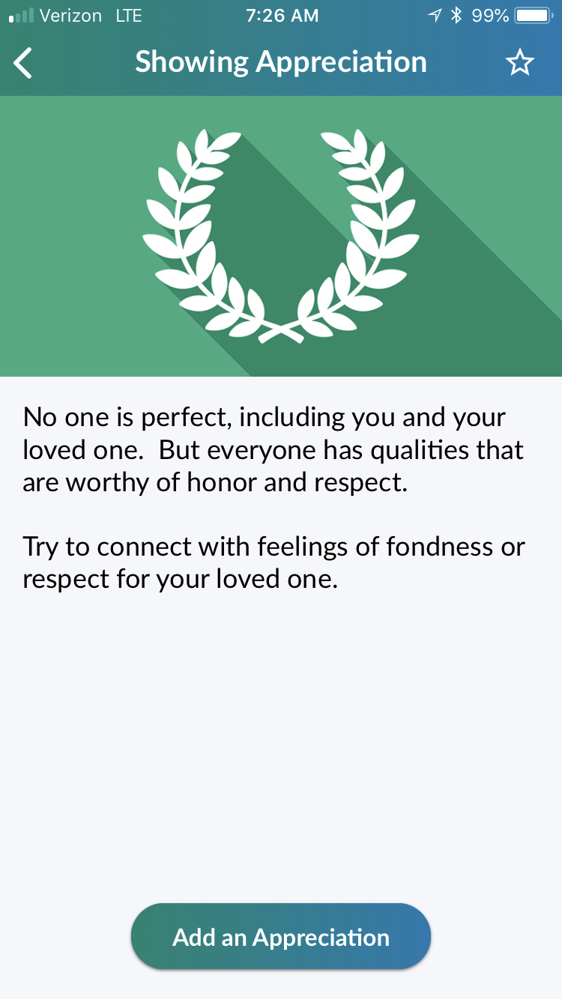 Verizon LTE 7:26 AM 99%
Showing Appreciation
No one is perfect, including you and your
loved one.  But everyone has qualities that
are worthy of honor and respect.
Try to connect with feelings of fondness or
respect for your loved one.
Add an Appreciation